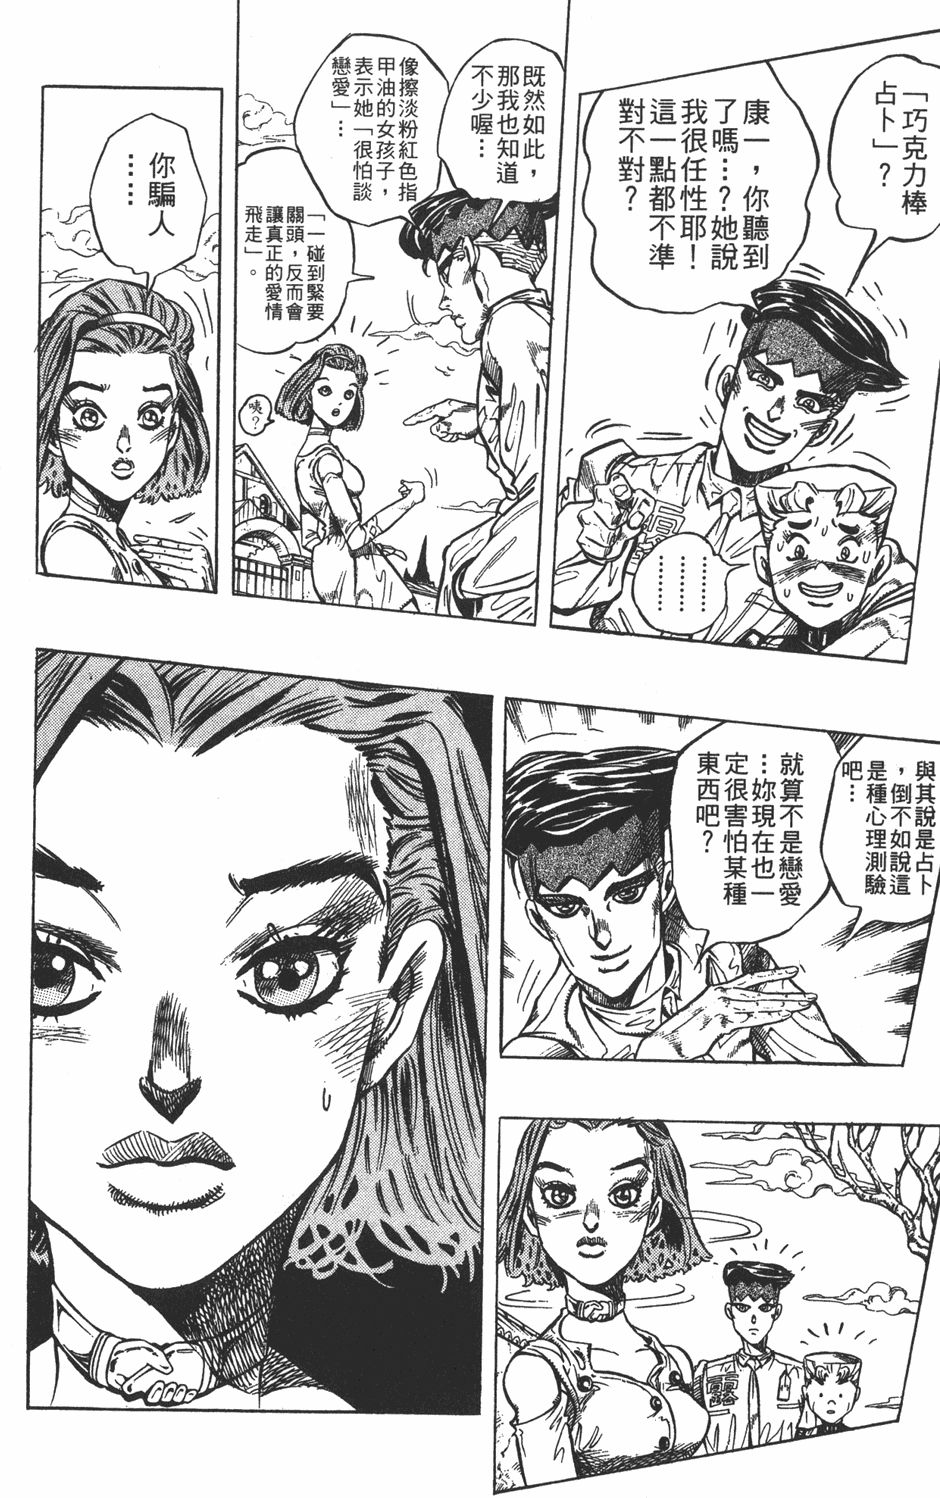 「巧克力棒
占卜」？
康一，你聽到
了嗎…？她說
我很任性耶！
這一點都不準
對不對？
…………
既然如此，
那我也知道
不少喔…
像擦淡粉紅色指
甲油的女孩子，
表示她「很怕談
戀愛」…
「一碰到緊要
關頭，反而會
讓真正的愛情
飛走」。
咦？
你騙人
……
與其說是占卜
，倒不如說這
是種心理測驗
吧…
就算不是戀愛
…妳現在也一
定很害怕某種
東西吧？